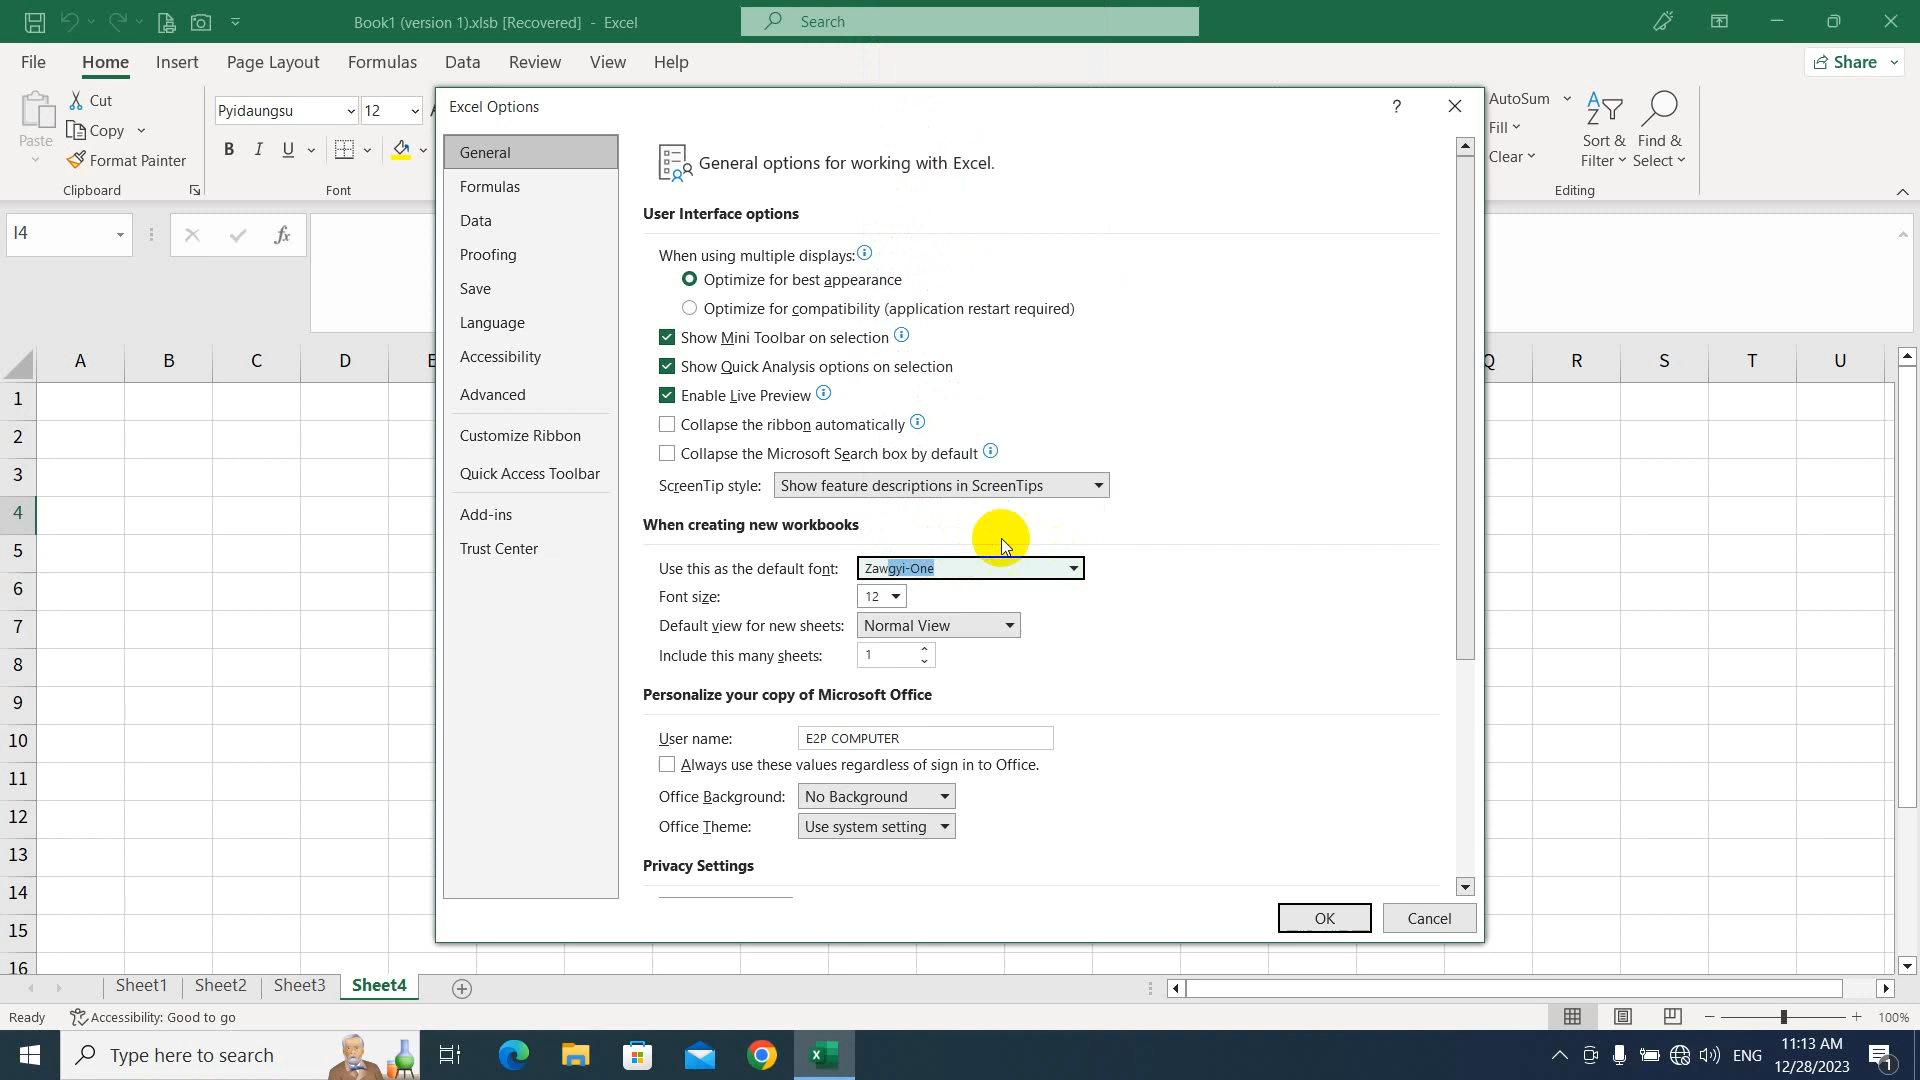 Book1 (version 1).xlsb [Recovered] - Excel
Search
File Home Insert Page Layout Formulas Data Review View Help
Share
Paste
Cut
Copy
Format Painter
Clipboard
Pyidaungsu 12
B I U
Font
AutoSum
Fill
Clear
Sort & Filter
Find & Select
Editing
I4
fx
A B C D E Q R S T U
1
2
3
4
5
6
7
8
9
10
11
12
13
14
15
16
Excel Options
?
General
Formulas
Data
Proofing
Save
Language
Accessibility
Advanced
Customize Ribbon
Quick Access Toolbar
Add-ins
Trust Center
General options for working with Excel.
User Interface options
When using multiple displays:
Optimize for best appearance
Optimize for compatibility (application restart required)
Show Mini Toolbar on selection
Show Quick Analysis options on selection
Enable Live Preview
Collapse the ribbon automatically
Collapse the Microsoft Search box by default
ScreenTip style: Show feature descriptions in ScreenTips
When creating new workbooks
Use this as the default font: Zawgyi-One
Font size: 12
Default view for new sheets: Normal View
Include this many sheets: 1
Personalize your copy of Microsoft Office
User name: E2P COMPUTER
Always use these values regardless of sign in to Office.
Office Background: No Background
Office Theme: Use system setting
Privacy Settings
OK Cancel
Sheet1 Sheet2 Sheet3 Sheet4
Ready Accessibility: Good to go 100%
Type here to search
ENG
11:13 AM
12/28/2023
1